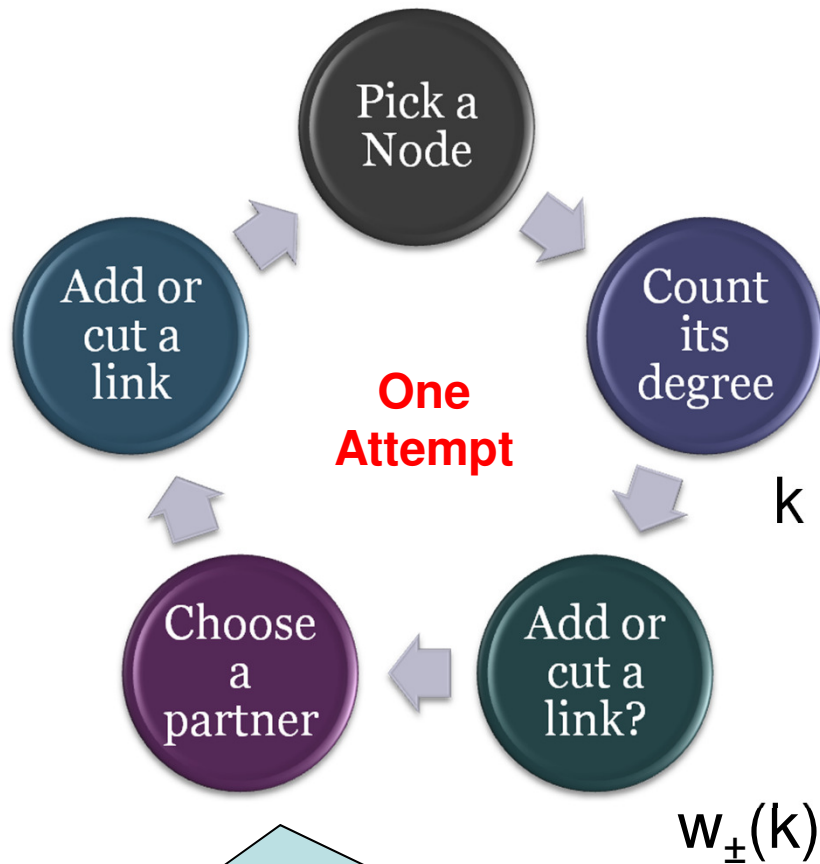 Pick a
Node
Count
its
degree
k
Add or
cut a
link?
w±(k)
Choose
a
partner
Add or
cut a
link
One
Attempt